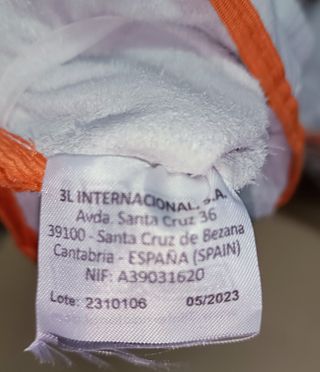 3L INTERNACIONAL, S.A.
Avda. Santa Cruz 36
39100 - Santa Cruz de Bezana
Cantabria - ESPAÑA (SPAIN)
NIF: A39031620
Lote: 2310106 05/2023